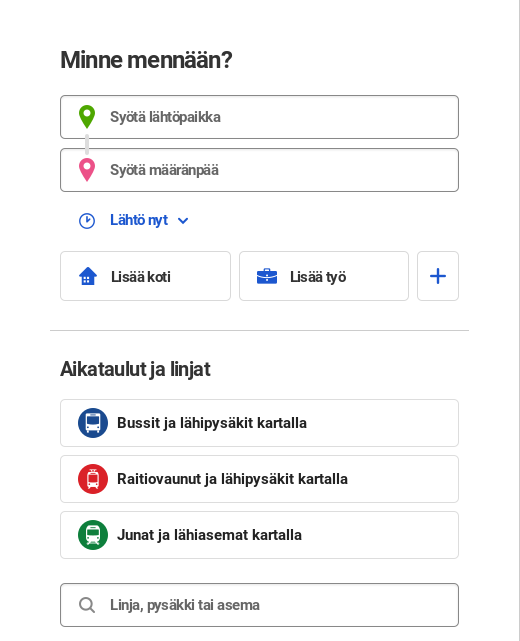 Minne mennään?
Syötä lähtöpaikka
Syötä määränpää
Lähtö nyt
Lisää koti
Lisää työ
Aikataulut ja linjat
Bussit ja lähipysäkit kartalla
Raitiovaunut ja lähipysäkit kartalla
Junat ja lähiasemat kartalla
Linja, pysäkki tai asema